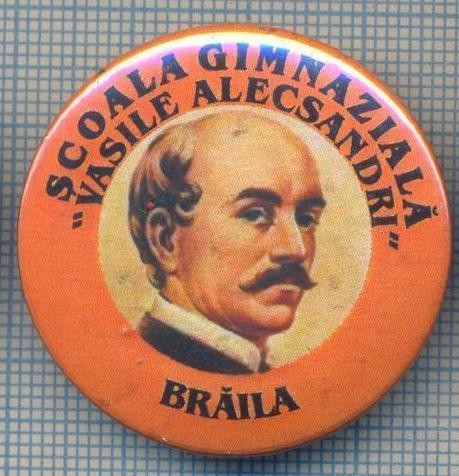 ŞCOALA GIMNAZIALĂ
"VASILE ALECSANDRI"
BRĂILA